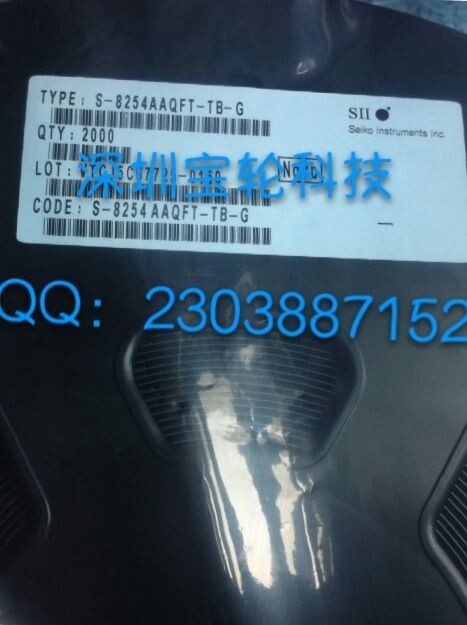 TYPE: S-8254AAQFT-TB-G
SII
Seiko Instruments Inc.
QTY: 2000
LOT:
深圳宝轮科技
CODE: S-8254AAQFT-TB-G
QQ：2303887152